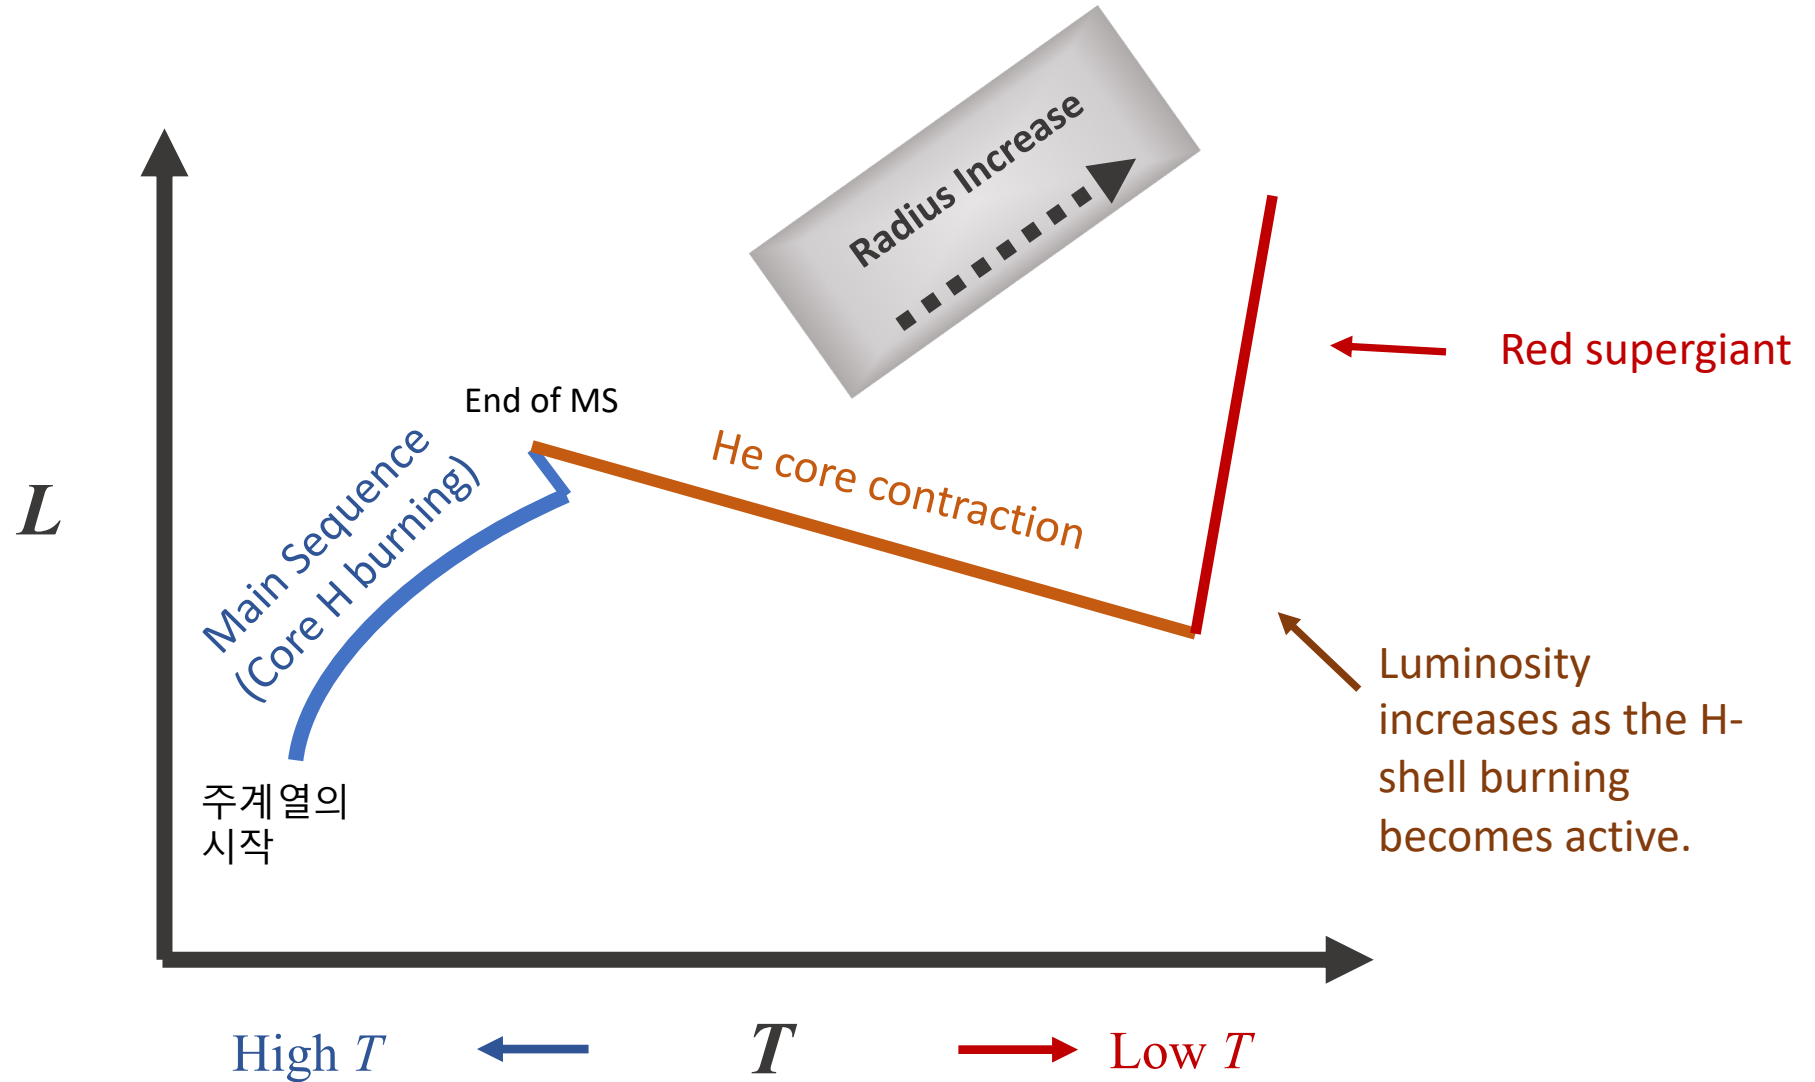 Radius Increase
Red supergiant
End of MS
Main Sequence
(Core H burning)
He core contraction
L
Luminosity
increases as the H-
shell burning
becomes active.
주계열의
시작
High T
T
Low T